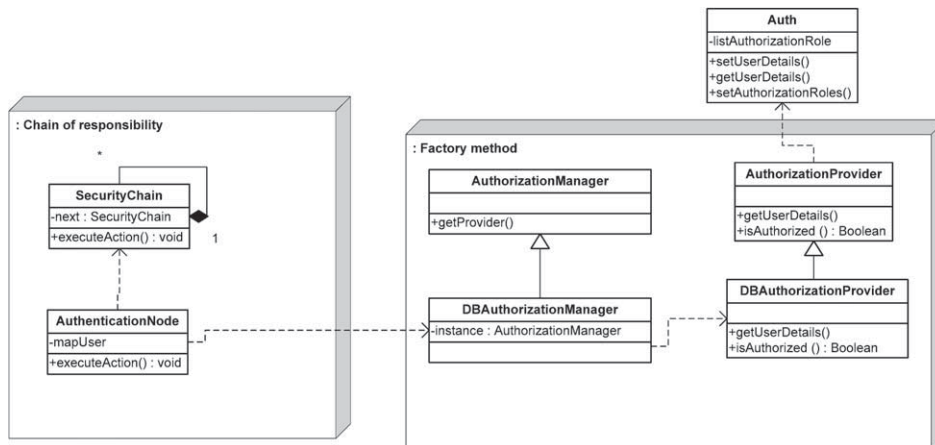 Auth
-listAuthorizationRole
+setUserDetails()
+getUserDetails()
+setAuthorizationRoles()
: Chain of responsibility
*
SecurityChain
-next : SecurityChain
+executeAction() : void
1
AuthenticationNode
-mapUser
+executeAction() : void
: Factory method
AuthorizationManager
+getProvider()
AuthorizationProvider
+getUserDetails()
+isAuthorized () : Boolean
DBAuthorizationManager
-instance : AuthorizationManager
DBAuthorizationProvider
+getUserDetails()
+isAuthorized () : Boolean